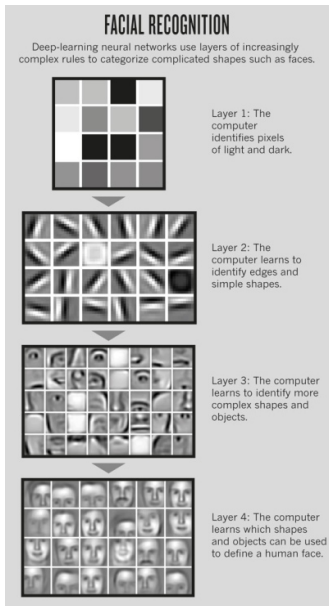 FACIAL RECOGNITION
Deep-learning neural networks use layers of increasingly
complex rules to categorize complicated shapes such as faces.
Layer 1: The
computer
identifies pixels
of light and dark.
Layer 2: The
computer learns to
identify edges and
simple shapes.
Layer 3: The computer
learns to identify more
complex shapes and
objects.
Layer 4: The computer
learns which shapes
and objects can be used
to define a human face.